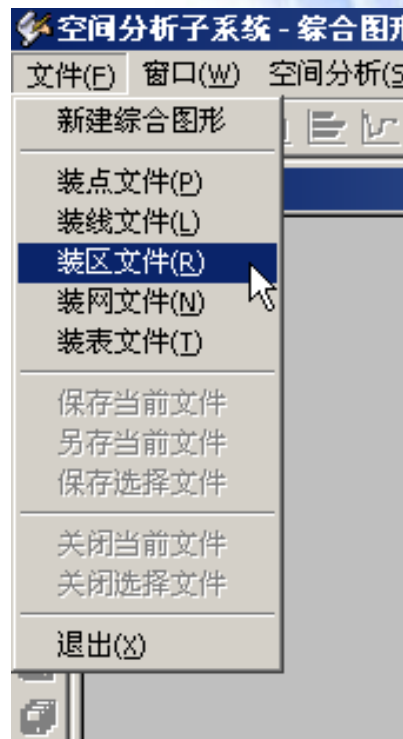 空间分析子系统 - 综合图形
文件(F) 窗口(W) 空间分析(S
新建综合图形
装点文件(P)
装线文件(L)
装区文件(R)
装网文件(N)
装表文件(T)
保存当前文件
另存当前文件
保存选择文件
关闭当前文件
关闭选择文件
退出(X)